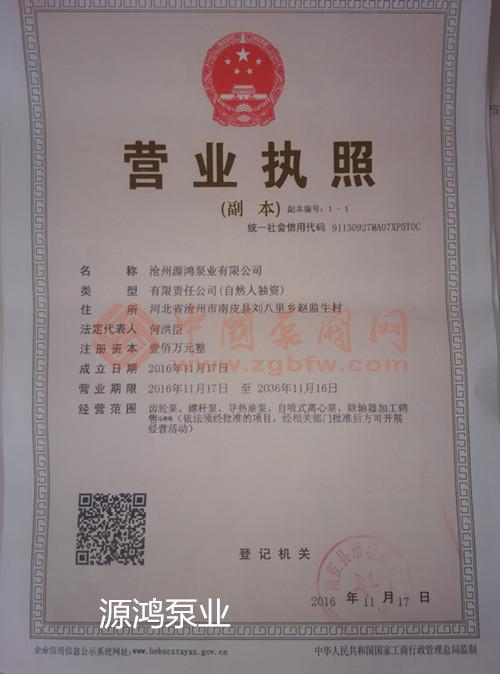 营业执照
(副 本) 副本编号：1-1
统一社会信用代码 91130927MA07XP5T0C
名 称 沧州源鸿泵业有限公司
类 型 有限责任公司(自然人独资)
住 所 河北省沧州市南皮县刘八里乡赵监生村
法定代表人 何洪臣
注册资本 壹佰万元整
成立日期 2016年11月17日
营业期限 2016年11月17日 至 2036年11月16日
经营范围 齿轮泵、螺杆泵、导热油泵、自吸式离心泵、联轴器加工销
售（依法须经批准的项目，经相关部门批准后方可开展
经营活动）
中国泵阀网
www.zgbfw.com
登记机关
2016 年 11 月 17 日
源鸿泵业
企业信用信息公示系统网址：www.hebscztxyxx.gov.cn
中华人民共和国国家工商行政管理总局监制